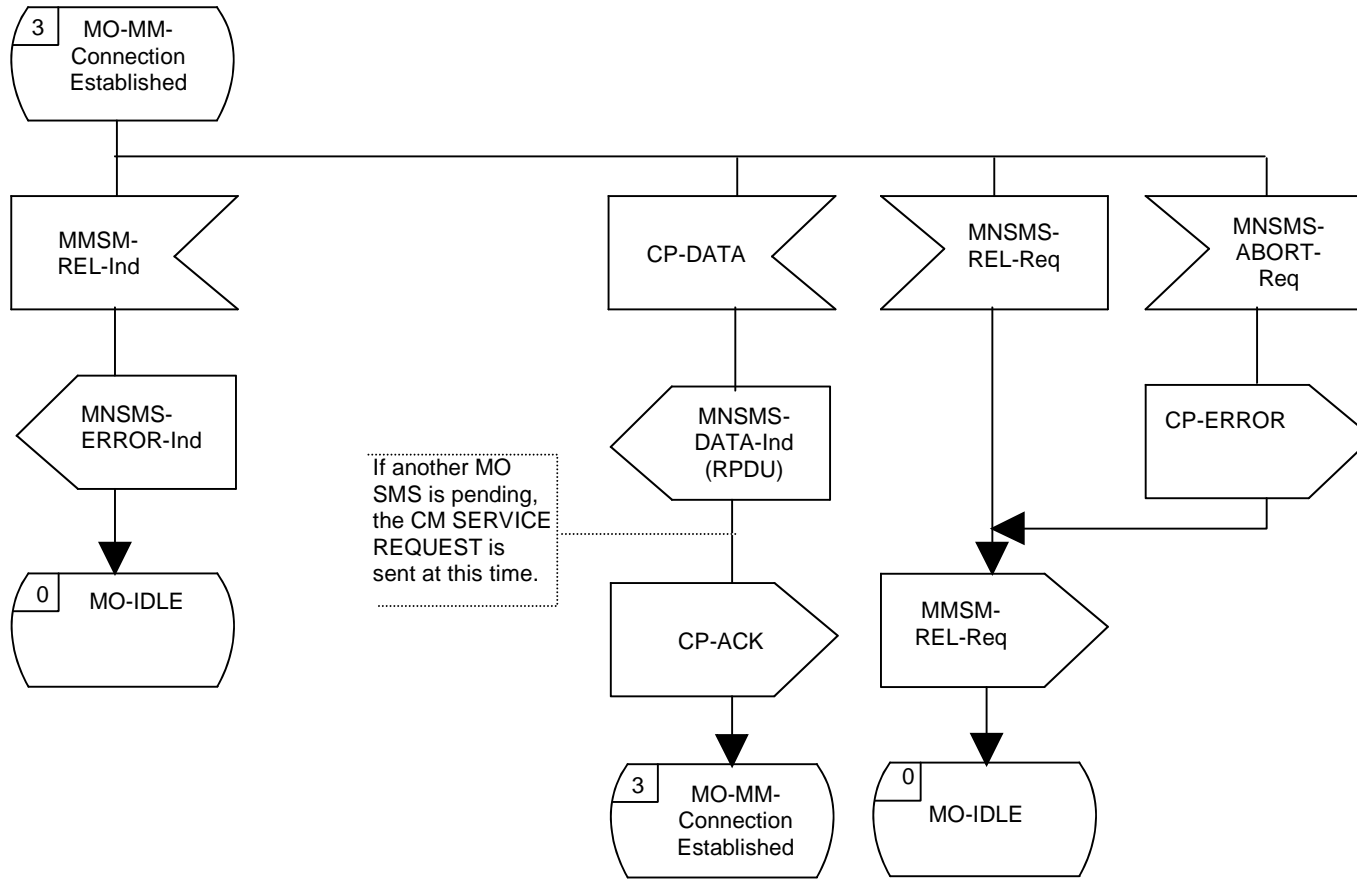 3
MO-MM-
Connection
Established
MMSM-
REL-Ind
CP-DATA
MNSMS-
REL-Req
MNSMS-
ABORT-
Req
MNSMS-
ERROR-Ind
MNSMS-
DATA-Ind
(RPDU)
CP-ERROR
If another MO
SMS is pending,
the CM SERVICE
REQUEST is
sent at this time.
0
MO-IDLE
CP-ACK
MMSM-
REL-Req
3
MO-MM-
Connection
Established
0
MO-IDLE